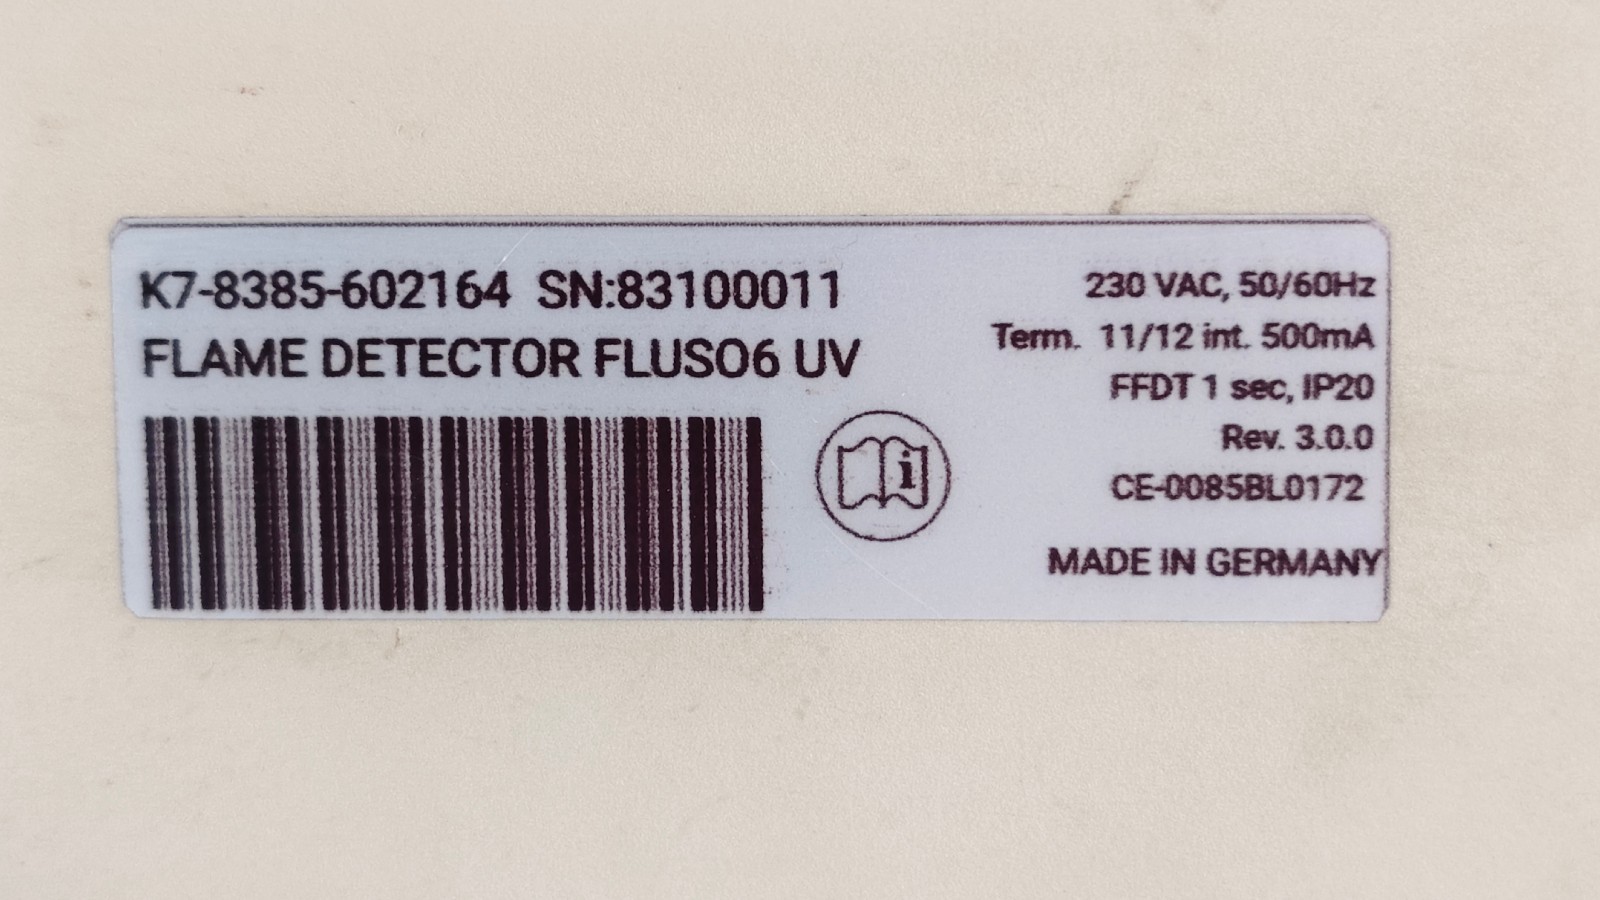 K7-8385-602164 SN:83100011
FLAME DETECTOR FLUSO6 UV
230 VAC, 50/60Hz
Term. 11/12 int. 500mA
FFDT 1 sec, IP20
Rev. 3.0.0
CE-0085BL0172
MADE IN GERMANY
i